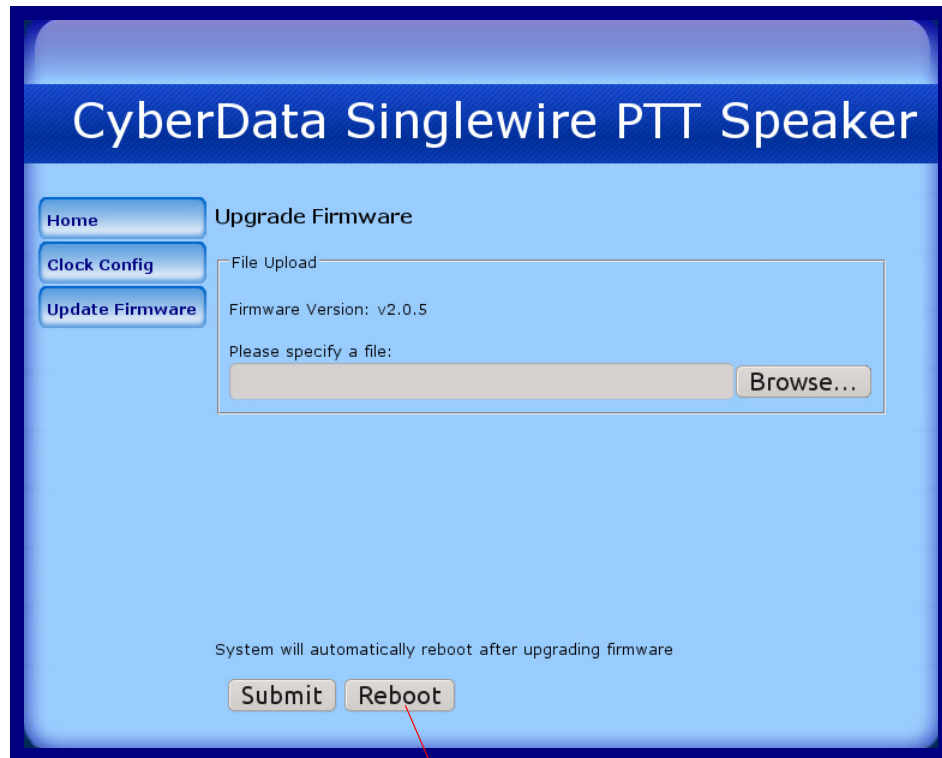 CyberData Singlewire PTT Speaker
Home
Clock Config
Update Firmware
Upgrade Firmware
File Upload
Firmware Version: v2.0.5
Please specify a file:
Browse...
System will automatically reboot after upgrading firmware
Submit Reboot